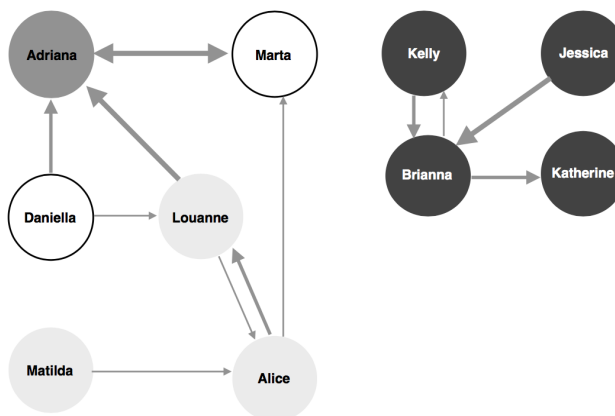 Adriana
Marta
Kelly
Jessica
Brianna
Katherine
Daniella
Louanne
Matilda
Alice